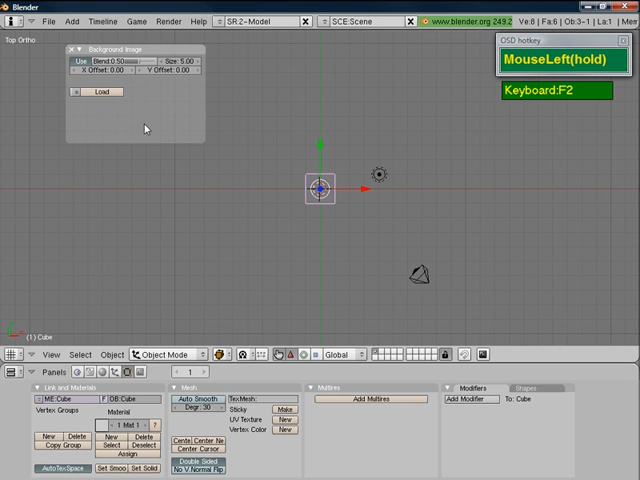 Blender
File Add Timeline Game Render Help SR:2-Model SCE:Scene www.blender.org 249.2 Ve:8 | Fa:6 | Ob:3-1 | La:1 | Me
Top Ortho
Background Image
Use Blend:0.50 Size: 5.00
X Offset: 0.00 Y Offset: 0.00
Load
OSD hotkey
MouseLeft(hold)
Keyboard:F2
(1) Cube
View Select Object Object Mode Global
Panels 1
Link and Materials
ME:Cube F OB:Cube
Vertex Groups
Material
1 Mat 1 ?
New Delete New Delete
Copy Group Select Deselect
Assign
AutoTexSpace Set Smoo Set Solid
Mesh
Auto Smooth
Degr: 30
TexMesh:
Sticky Make
UV Texture New
Vertex Color New
Cente Center Ne
Center Cursor
Double Sided
No V.Normal Flip
Multires
Add Multires
Modifiers Shapes
Add Modifier To: Cube